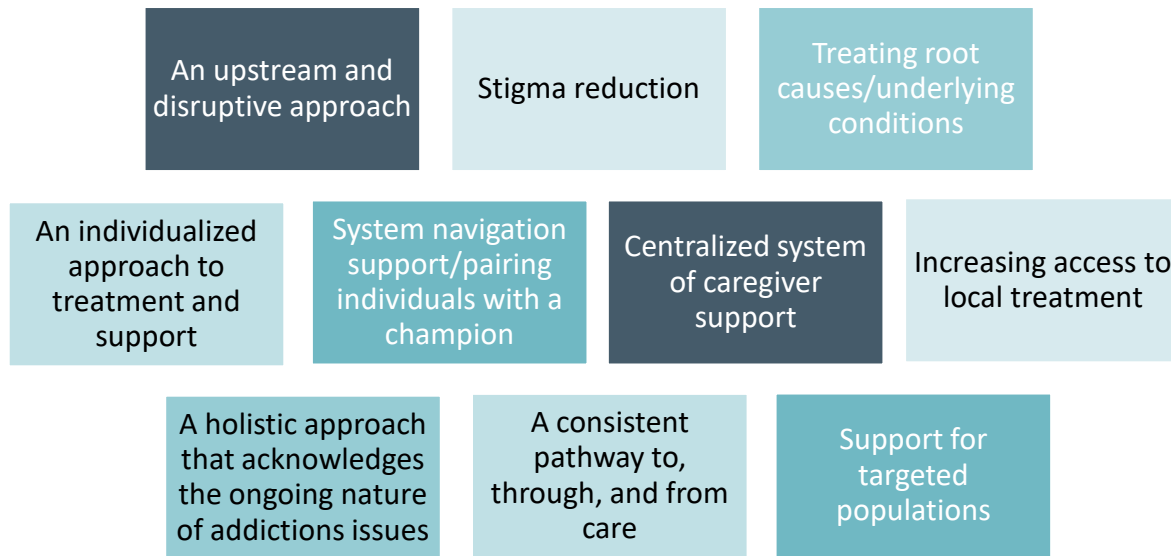 An upstream and
disruptive approach
Stigma reduction
Treating root
causes/underlying
conditions
An individualized
approach to
treatment and
support
System navigation
support/pairing
individuals with a
champion
Centralized system
of caregiver
support
Increasing access to
local treatment
A holistic approach
that acknowledges
the ongoing nature
of addictions issues
A consistent
pathway to,
through, and from
care
Support for
targeted
populations